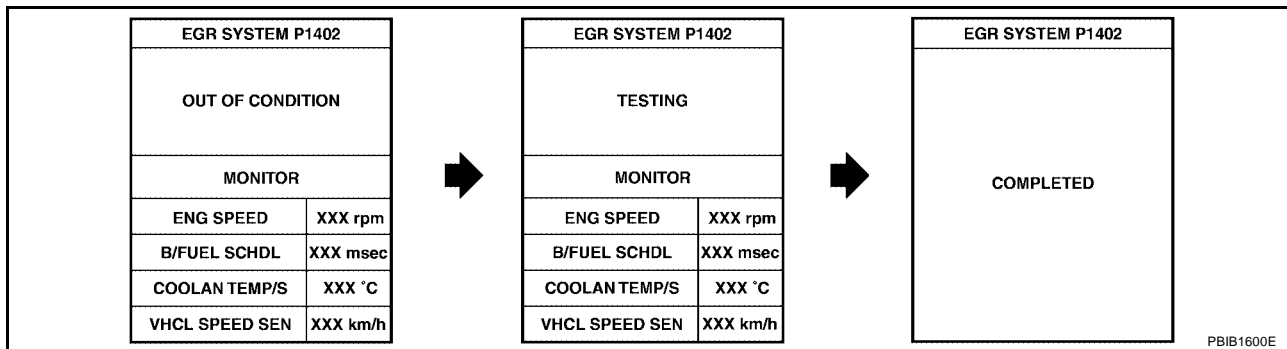 EGR SYSTEM P1402
OUT OF CONDITION
MONITOR
ENG SPEED XXX rpm
B/FUEL SCHDL XXX msec
COOLAN TEMP/S XXX °C
VHCL SPEED SEN XXX km/h
EGR SYSTEM P1402
TESTING
MONITOR
ENG SPEED XXX rpm
B/FUEL SCHDL XXX msec
COOLAN TEMP/S XXX °C
VHCL SPEED SEN XXX km/h
EGR SYSTEM P1402
COMPLETED
PBIB1600E